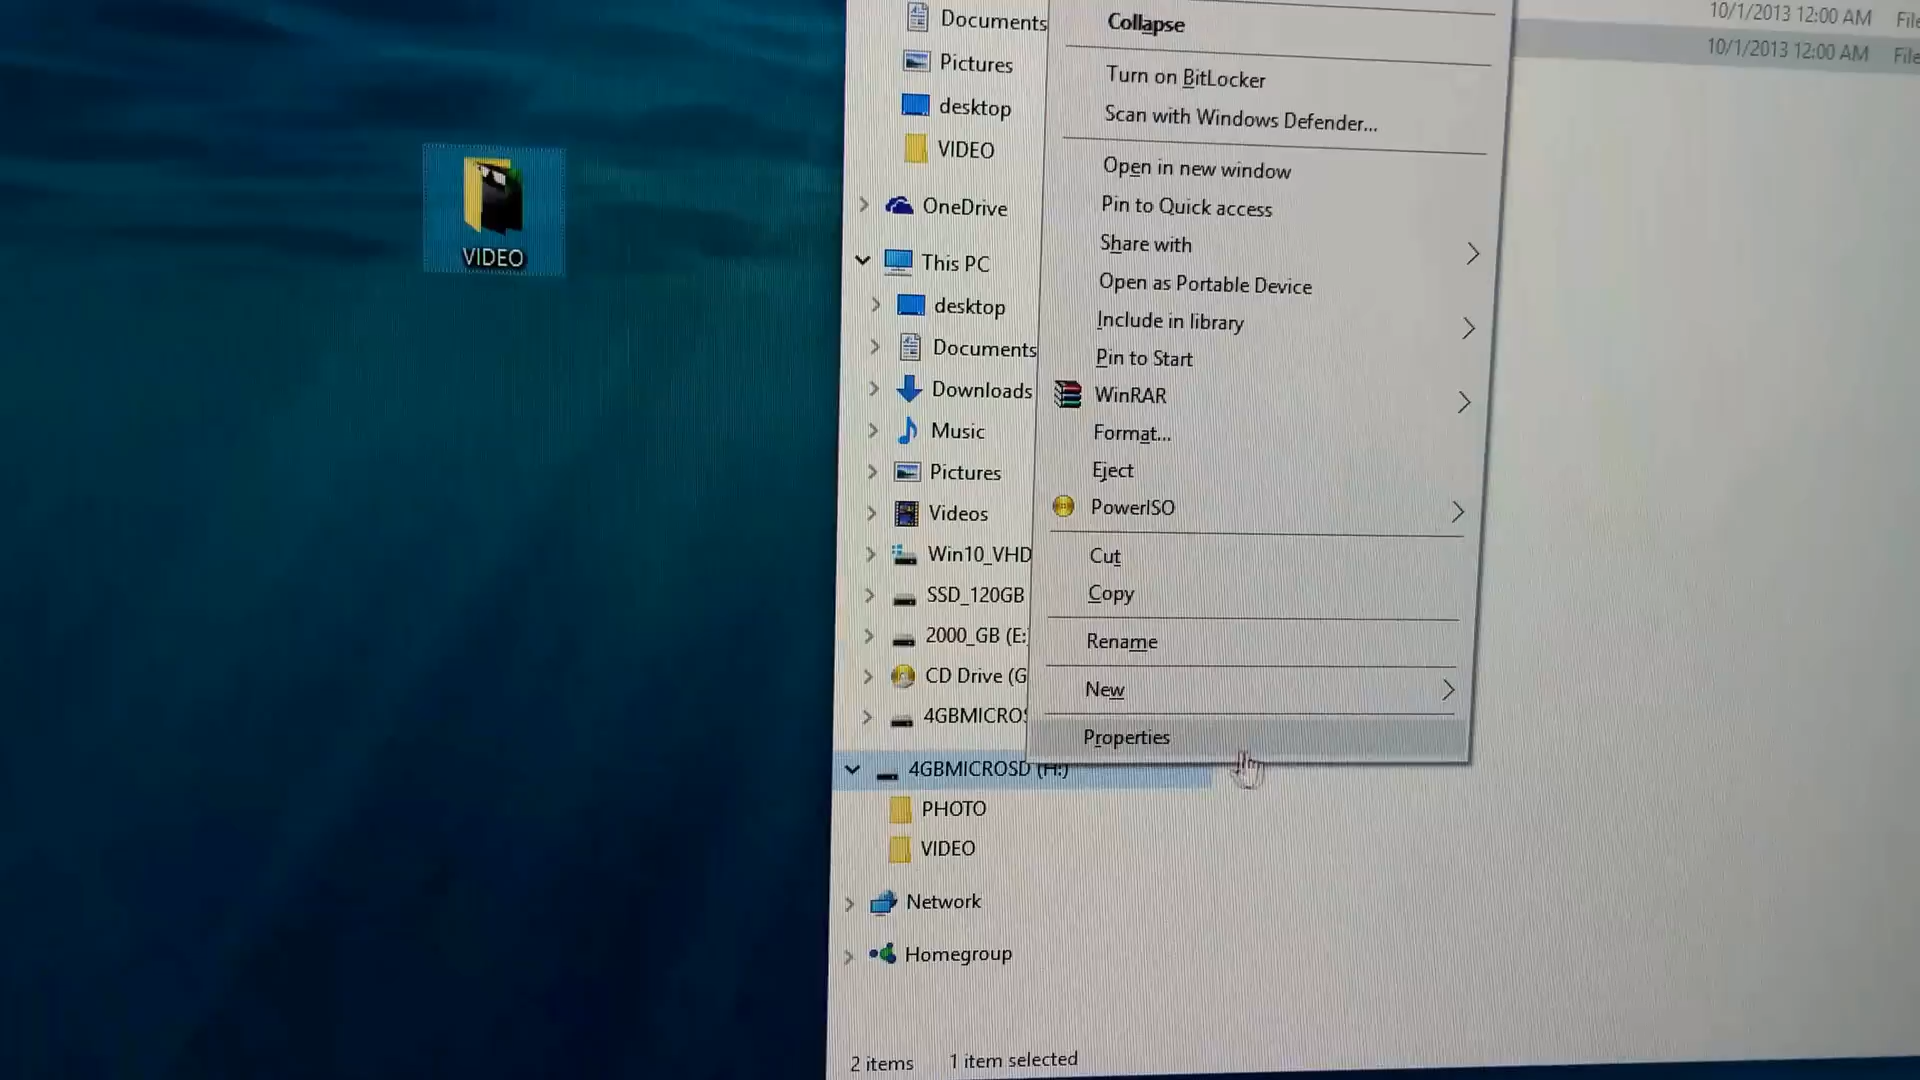 VIDEO
Documents
Pictures
desktop
VIDEO
OneDrive
This PC
desktop
Documents
Downloads
Music
Pictures
Videos
Win10_VHD
SSD_120GB
2000_GB (E:
CD Drive (G
4GBMICROS
4GBMICROSD (H:)
PHOTO
VIDEO
Network
Homegroup
2 items 1 item selected
Collapse
Turn on BitLocker
Scan with Windows Defender...
Open in new window
Pin to Quick access
Share with
Open as Portable Device
Include in library
Pin to Start
WinRAR
Format...
Eject
PowerISO
Cut
Copy
Rename
New
Properties
10/1/2013 12:00 AM File
10/1/2013 12:00 AM File